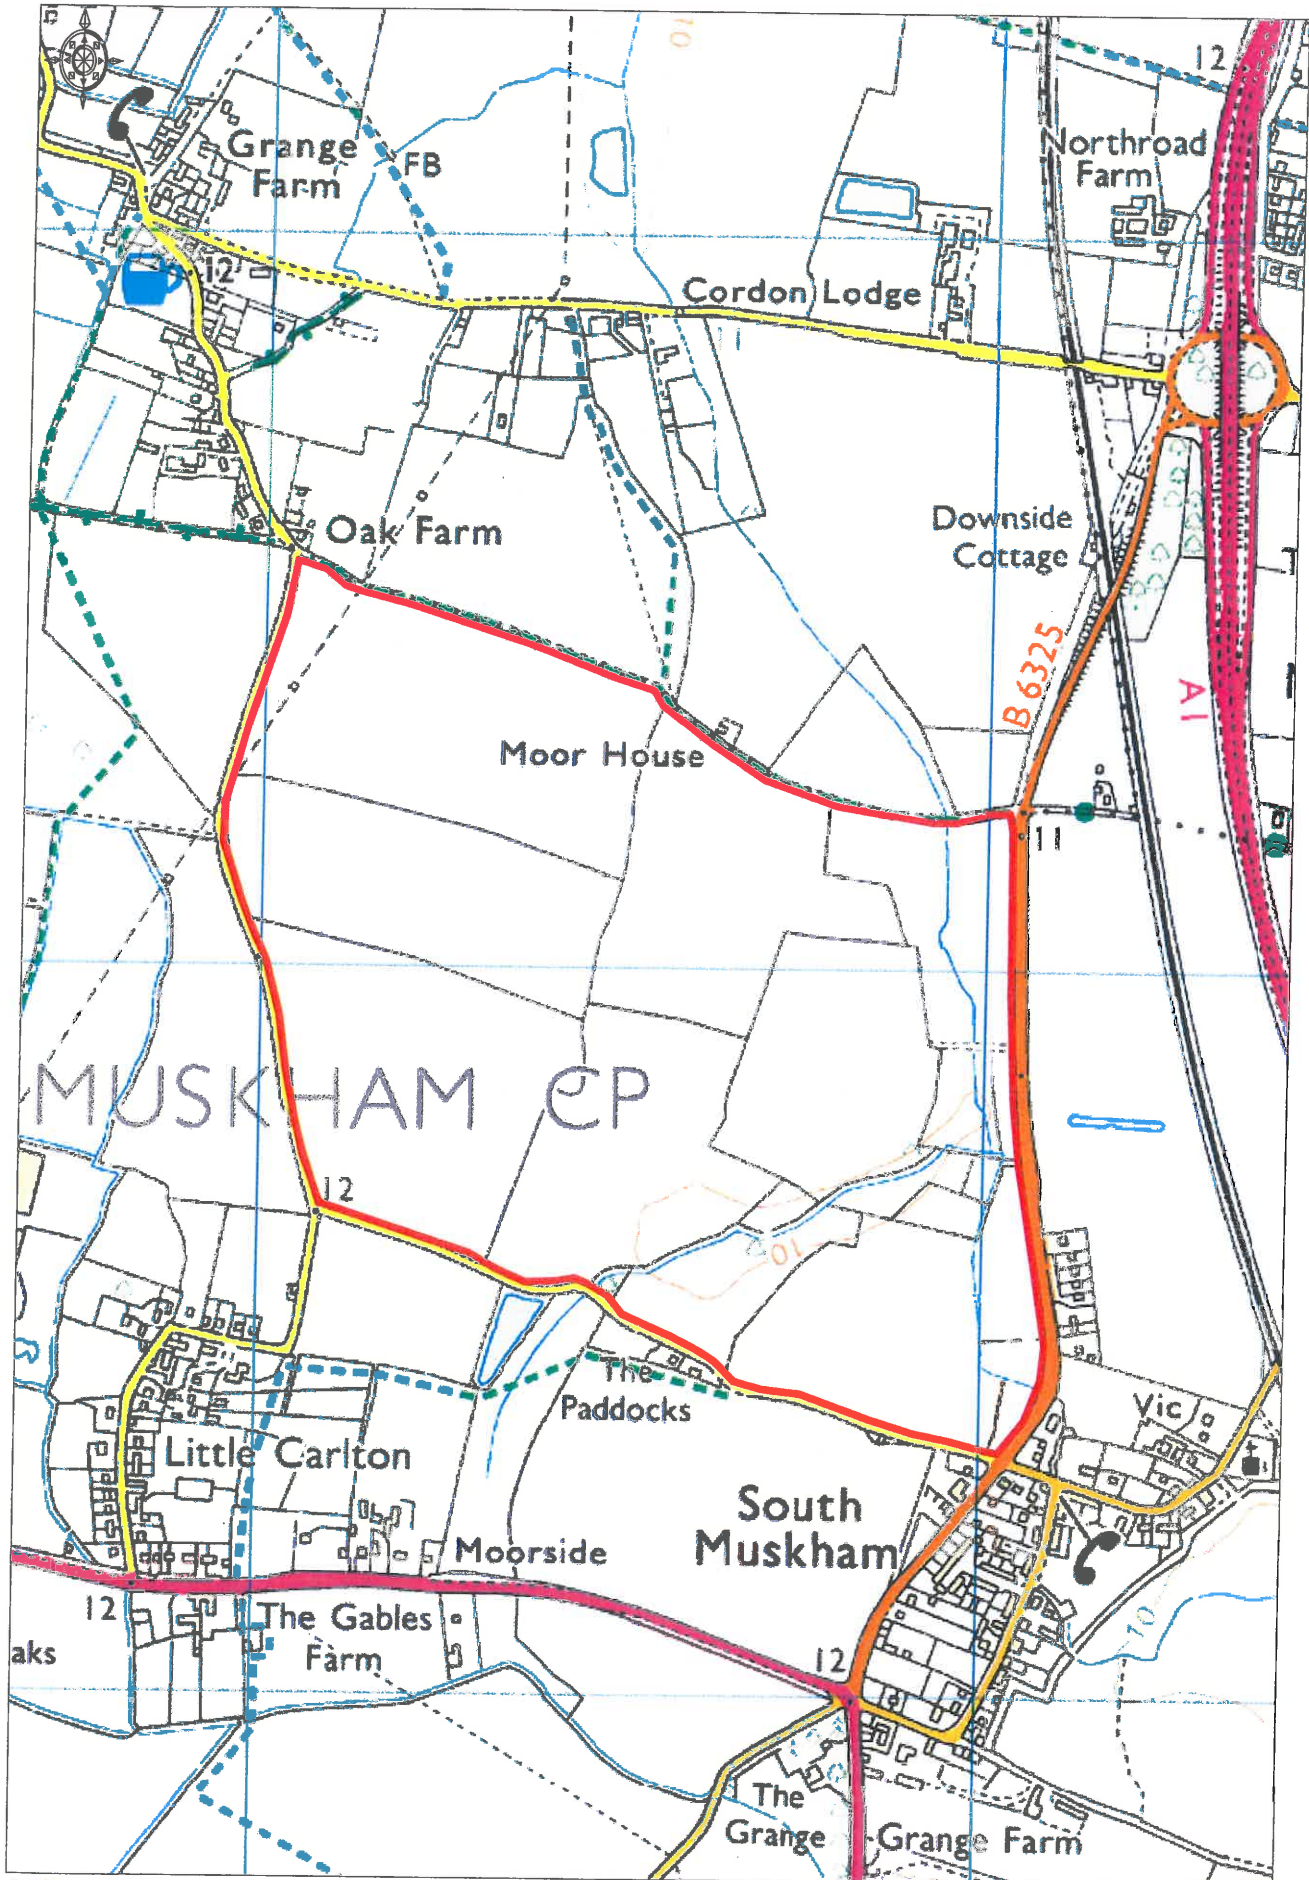 10
12
Northroad
Farm
Grange
Farm
FB
12
Cordon Lodge
Oak Farm
Downside
Cottage
B 6325
A1
Moor House
11
MUSKHAM CP
12
10
The
Paddocks
Vic
Little Carlton
South
Muskham
Moorside
12
The Gables
Farm
10
aks
12
The
Grange
Grange Farm